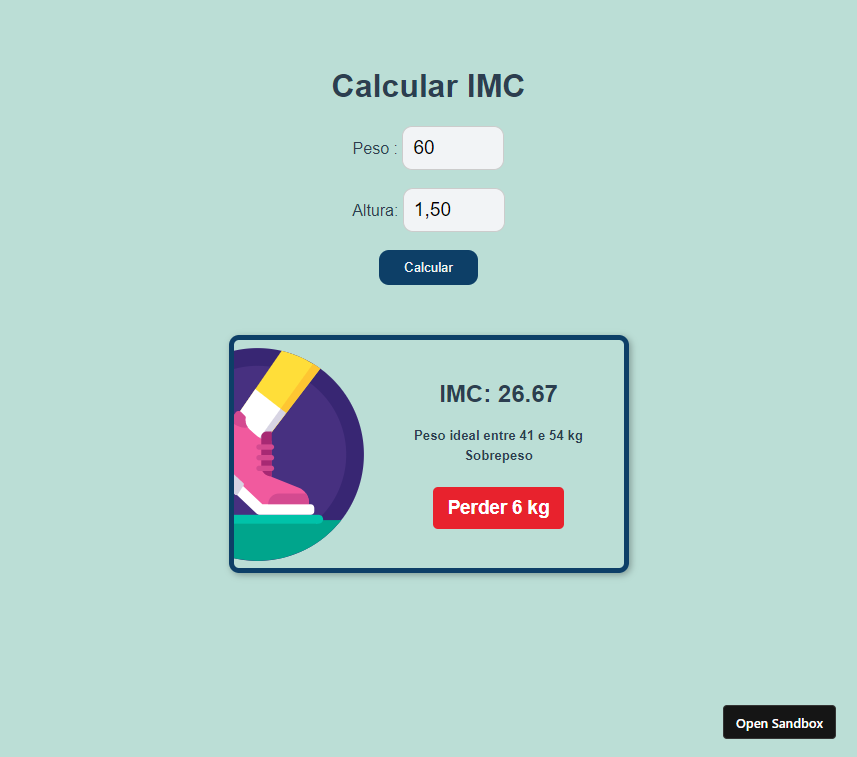 Calcular IMC
Peso : 60
Altura: 1,50
Calcular
IMC: 26.67
Peso ideal entre 41 e 54 kg
Sobrepeso
Perder 6 kg
Open Sandbox